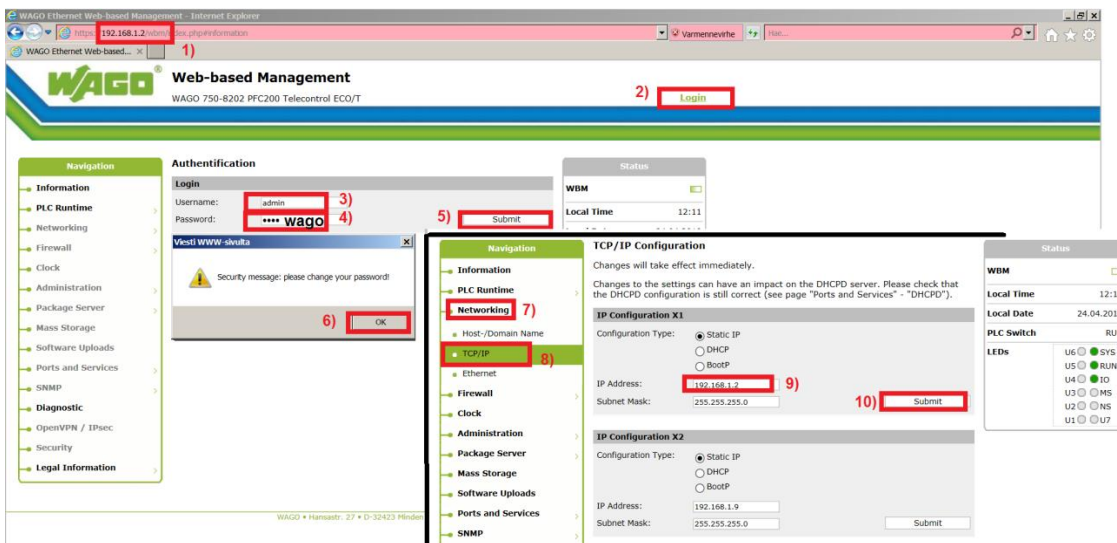 WAGO Ethernet Web-based Management - Internet Explorer
https://192.168.1.2/wbm/index.php#information
Varmennevirhe
Hae...
WAGO Ethernet Web-based...
1)
WAGO®
Web-based Management
WAGO 750-8202 PFC200 Telecontrol ECO/T
2)
Login
Navigation
Information
PLC Runtime
Networking
Firewall
Clock
Administration
Package Server
Mass Storage
Software Uploads
Ports and Services
SNMP
Diagnostic
OpenVPN / IPsec
Security
Legal Information
Authentification
Login
Username: admin 3)
Password: •••• wago 4)
5) Submit
Status
WBM
Local Time 12:11
Viesti WWW-sivulta
Security message: please change your password!
6) OK
WAGO • Hansastr. 27 • D-32423 Minden
Navigation
Information
PLC Runtime
Networking 7)
Host-/Domain Name
TCP/IP 8)
Ethernet
Firewall
Clock
Administration
Package Server
Mass Storage
Software Uploads
Ports and Services
SNMP
TCP/IP Configuration
Changes will take effect immediately.
Changes to the settings can have an impact on the DHCPD server. Please check that
the DHCPD configuration is still correct (see page "Ports and Services" - "DHCPD").
IP Configuration X1
Configuration Type: Static IP
DHCP
BootP
IP Address: 192.168.1.2 9)
Subnet Mask: 255.255.255.0
10) Submit
IP Configuration X2
Configuration Type: Static IP
DHCP
BootP
IP Address: 192.168.1.9
Subnet Mask: 255.255.255.0
Submit
Status
WBM
Local Time 12:1
Local Date 24.04.201
PLC Switch RU
LEDs
U6 SYS
U5 RUN
U4 IO
U3 MS
U2 NS
U1 U7